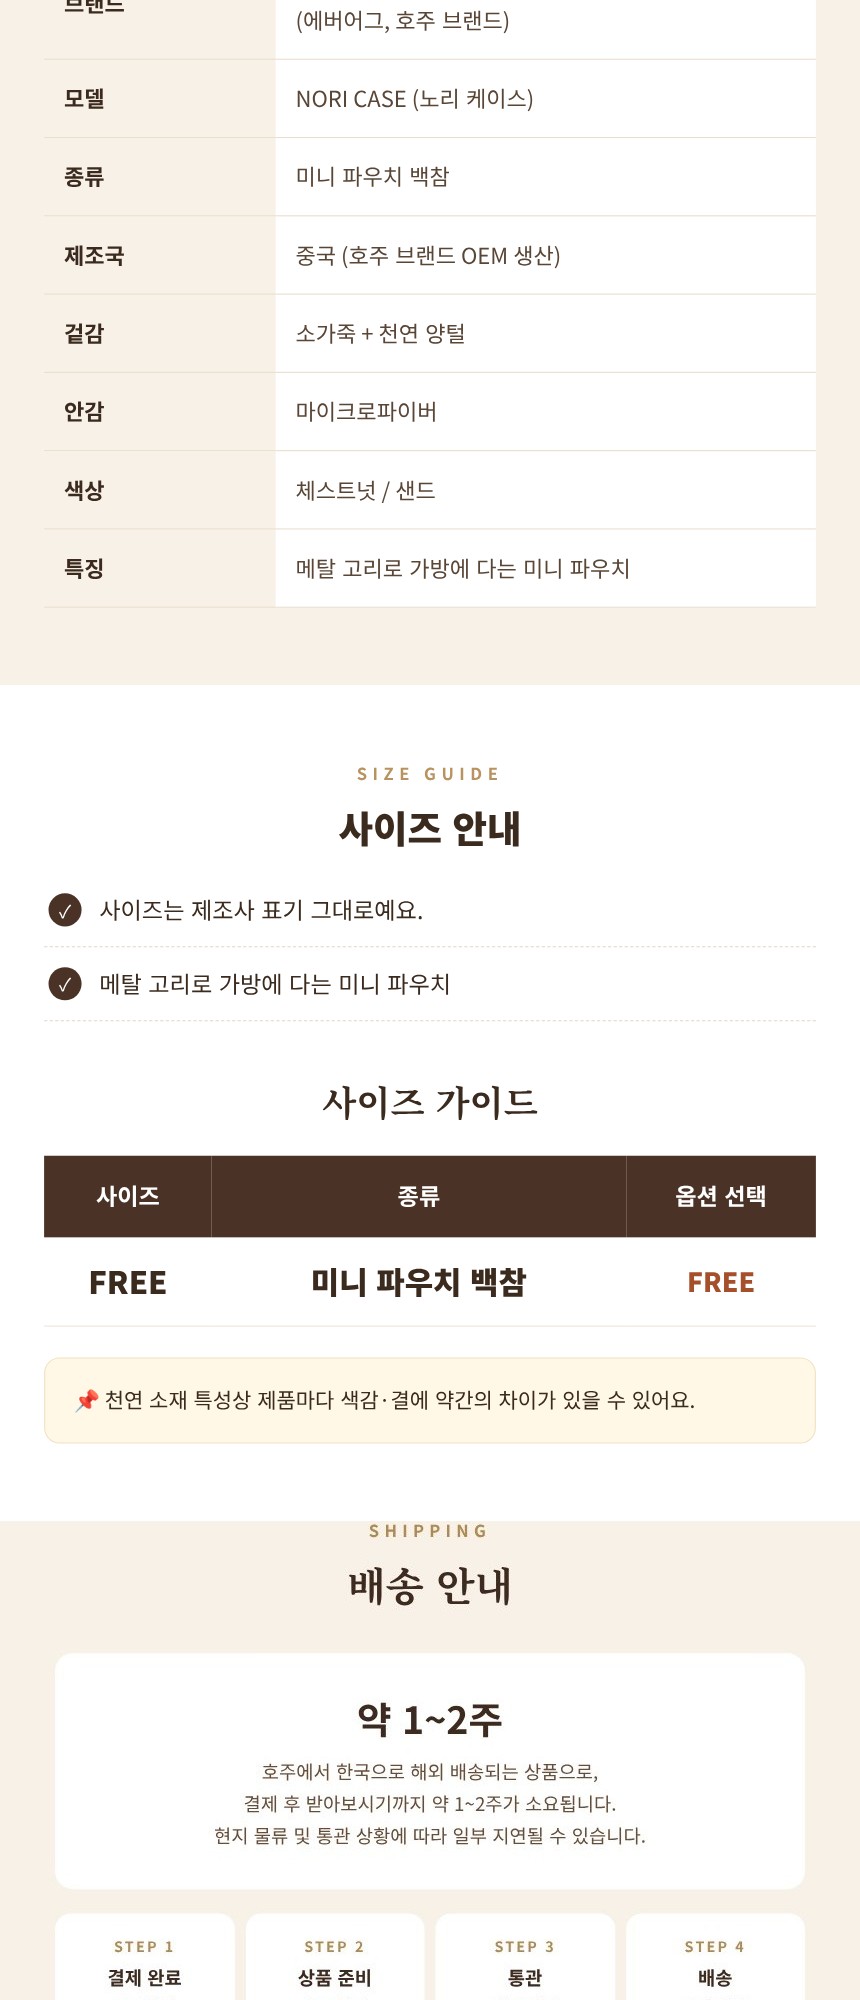 브랜드
(에버어그, 호주 브랜드)
모델
NORI CASE (노리 케이스)
종류
미니 파우치 백참
제조국
중국 (호주 브랜드 OEM 생산)
겉감
소가죽 + 천연 양털
안감
마이크로파이버
색상
체스트넛 / 샌드
특징
메탈 고리로 가방에 다는 미니 파우치
SIZE GUIDE
사이즈 안내
✓ 사이즈는 제조사 표기 그대로예요.
✓ 메탈 고리로 가방에 다는 미니 파우치
사이즈 가이드
사이즈 종류 옵션 선택
FREE 미니 파우치 백참 FREE
📌 천연 소재 특성상 제품마다 색감·결에 약간의 차이가 있을 수 있어요.
SHIPPING
배송 안내
약 1~2주
호주에서 한국으로 해외 배송되는 상품으로,
결제 후 받아보시기까지 약 1~2주가 소요됩니다.
현지 물류 및 통관 상황에 따라 일부 지연될 수 있습니다.
STEP 1
결제 완료
STEP 2
상품 준비
STEP 3
통관
STEP 4
배송